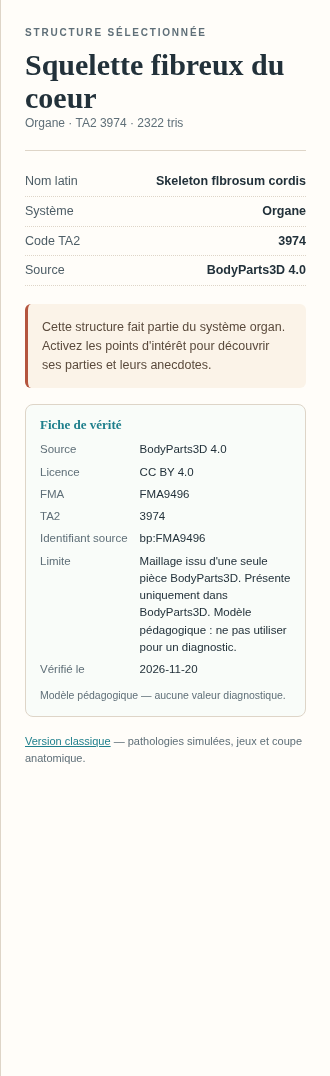 STRUCTURE SÉLECTIONNÉE
Squelette fibreux du
coeur
Organe · TA2 3974 · 2322 tris
Nom latin Skeleton fIbrosum cordis
Système Organe
Code TA2 3974
Source BodyParts3D 4.0
Cette structure fait partie du système organ.
Activez les points d'intérêt pour découvrir
ses parties et leurs anecdotes.
Fiche de vérité
Source BodyParts3D 4.0
Licence CC BY 4.0
FMA FMA9496
TA2 3974
Identifiant source bp:FMA9496
Limite Maillage issu d'une seule
pièce BodyParts3D. Présente
uniquement dans
BodyParts3D. Modèle
pédagogique : ne pas utiliser
pour un diagnostic.
Vérifié le 2026-11-20
Modèle pédagogique — aucune valeur diagnostique.
Version classique — pathologies simulées, jeux et coupe
anatomique.